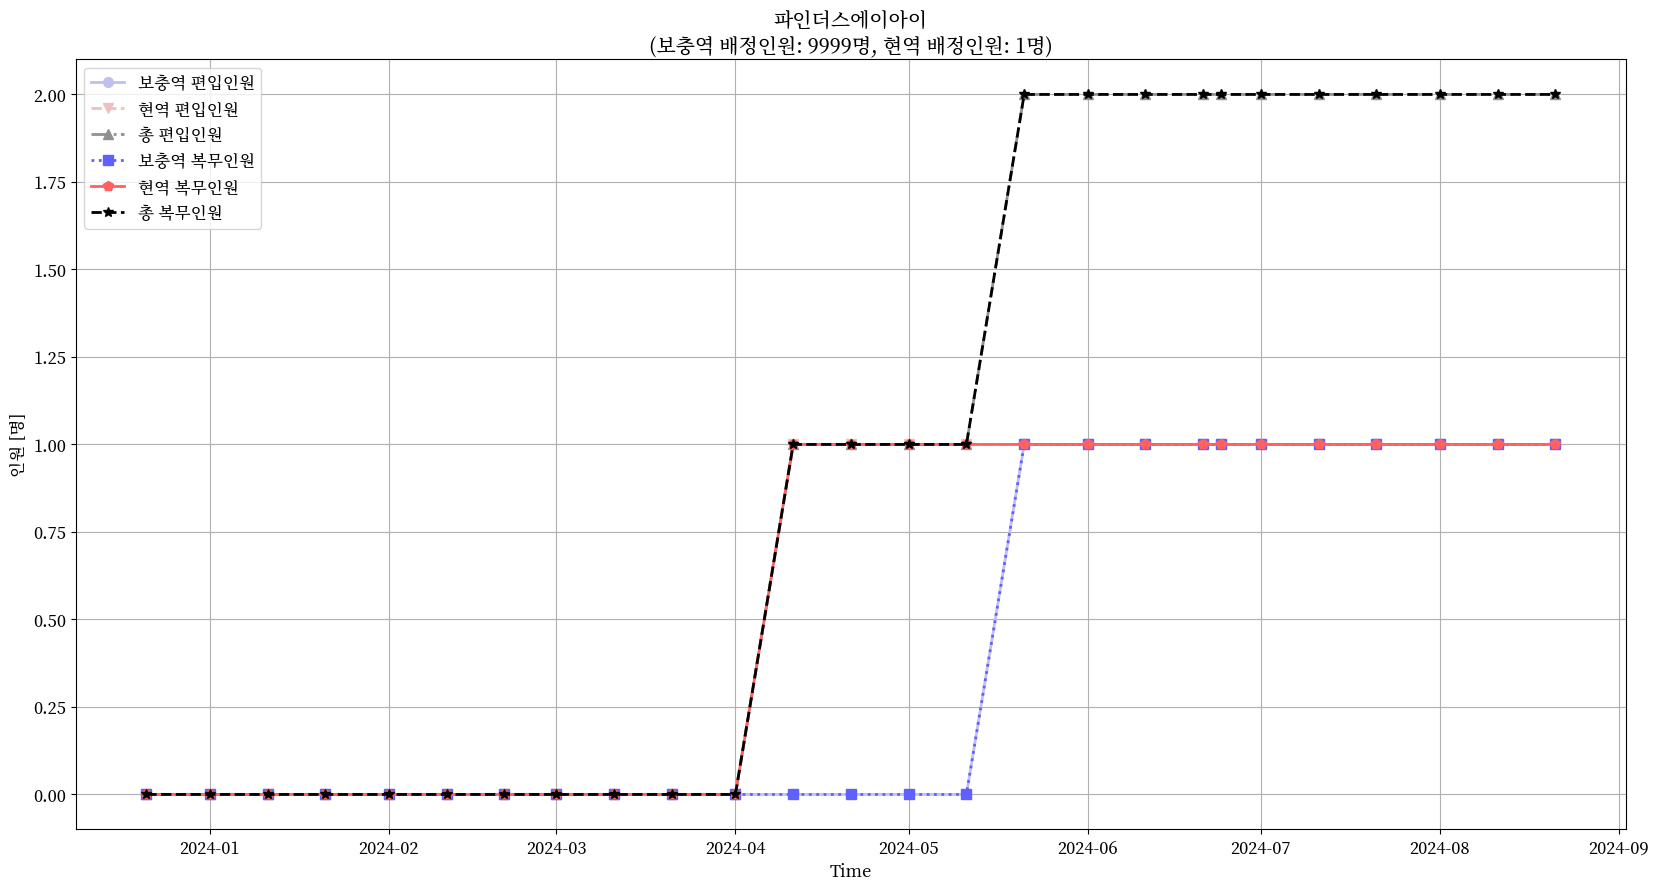 파인더스에이아이
(보충역 배정인원: 9999명, 현역 배정인원: 1명)
보충역 편입인원
현역 편입인원
총 편입인원
보충역 복무인원
현역 복무인원
총 복무인원
2.00
1.75
1.50
1.25
1.00
0.75
0.50
0.25
0.00
인원 [명]
2024-01 2024-02 2024-03 2024-04 2024-05 2024-06 2024-07 2024-08 2024-09
Time